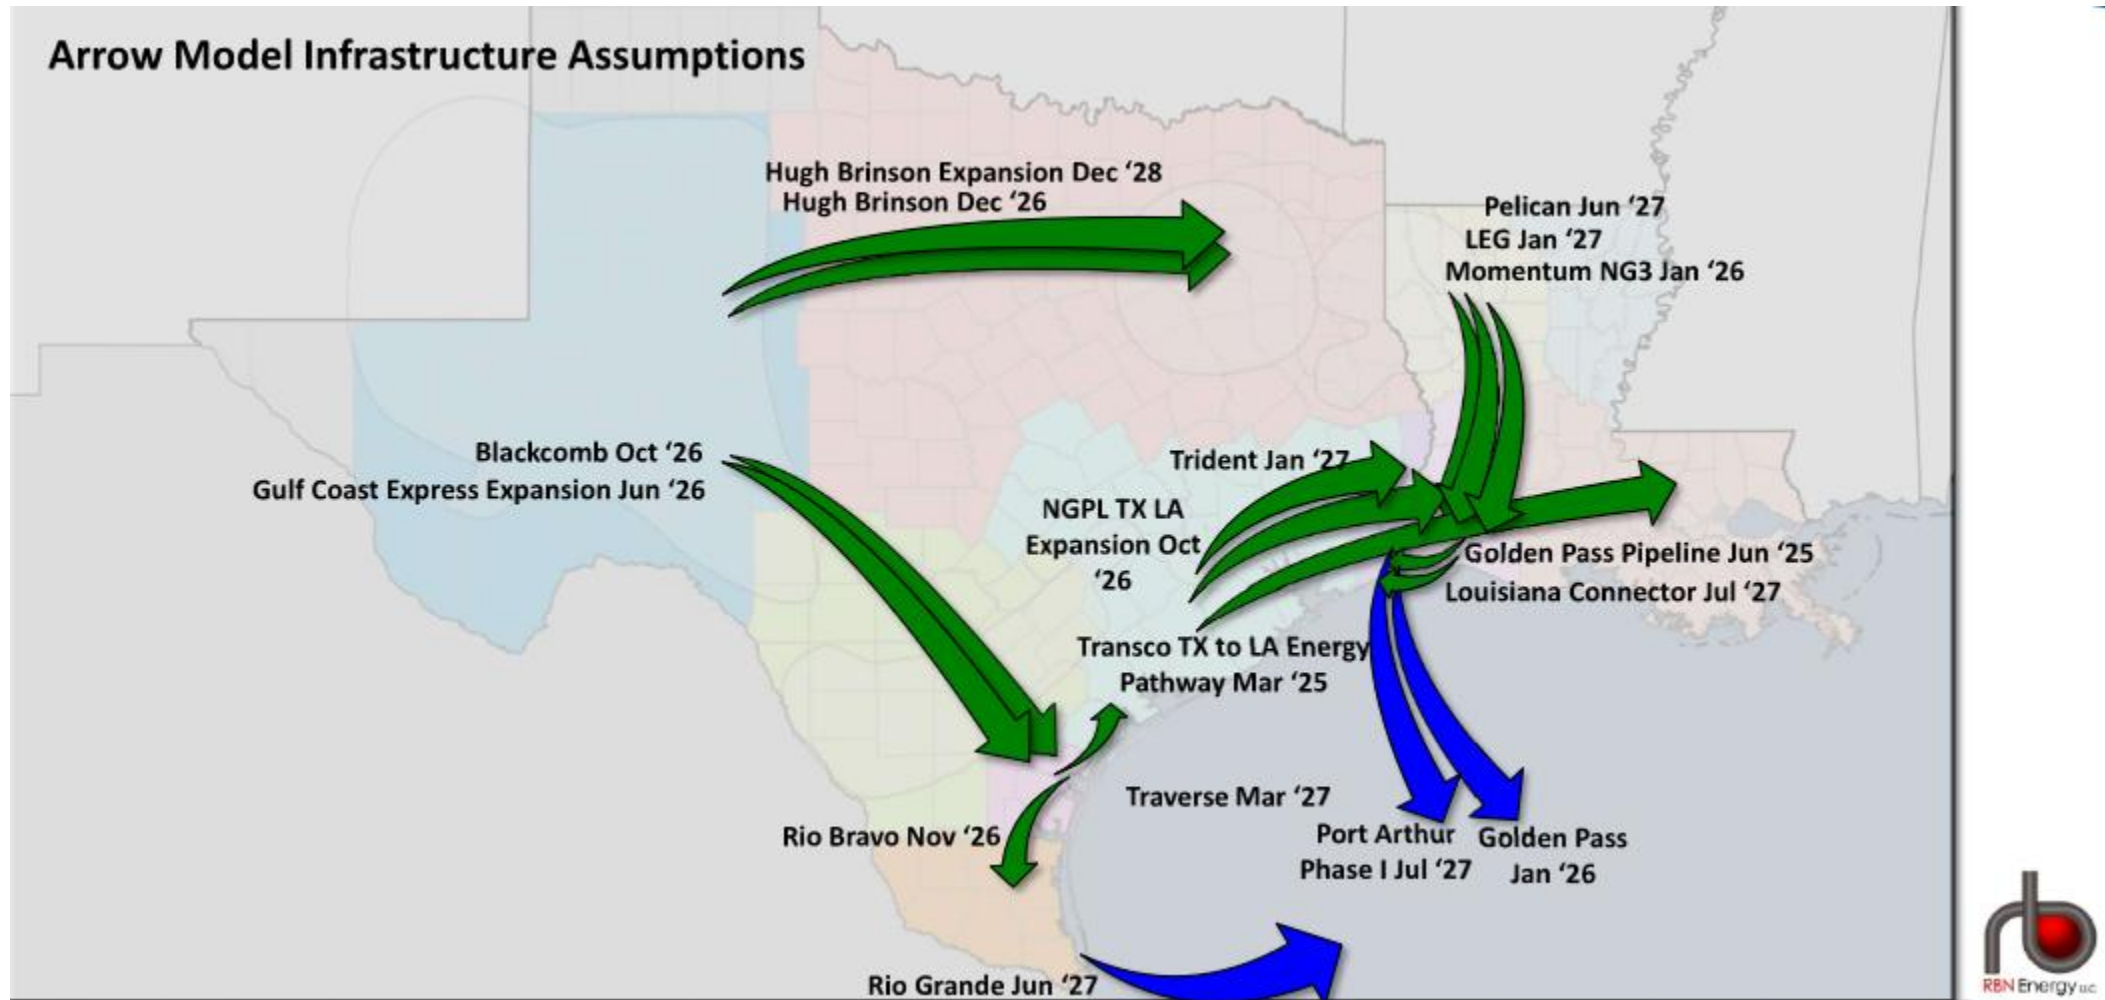 Arrow Model Infrastructure Assumptions
Hugh Brinson Expansion Dec ‘28
Hugh Brinson Dec ‘26
Pelican Jun ‘27
LEG Jan ‘27
Momentum NG3 Jan ‘26
Blackcomb Oct ‘26
Gulf Coast Express Expansion Jun ‘26
Trident Jan ‘27
NGPL TX LA
Expansion Oct
‘26
Golden Pass Pipeline Jun ‘25
Louisiana Connector Jul ‘27
Transco TX to LA Energy
Pathway Mar ‘25
Traverse Mar ‘27
Rio Bravo Nov ‘26
Port Arthur
Phase I Jul ‘27
Golden Pass
Jan ‘26
Rio Grande Jun ‘27
RBN Energy LLC